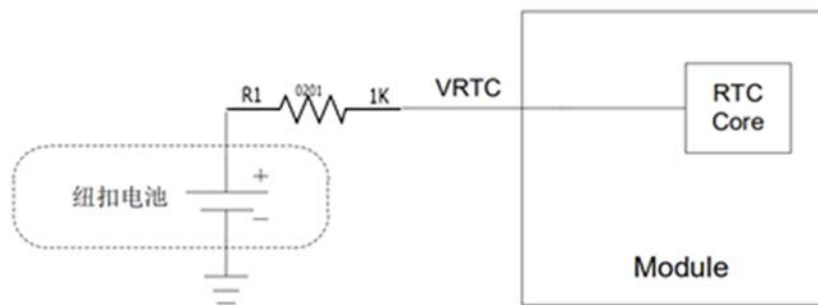 R1 0201 1K VRTC
RTC
Core
纽扣电池
+
−
Module